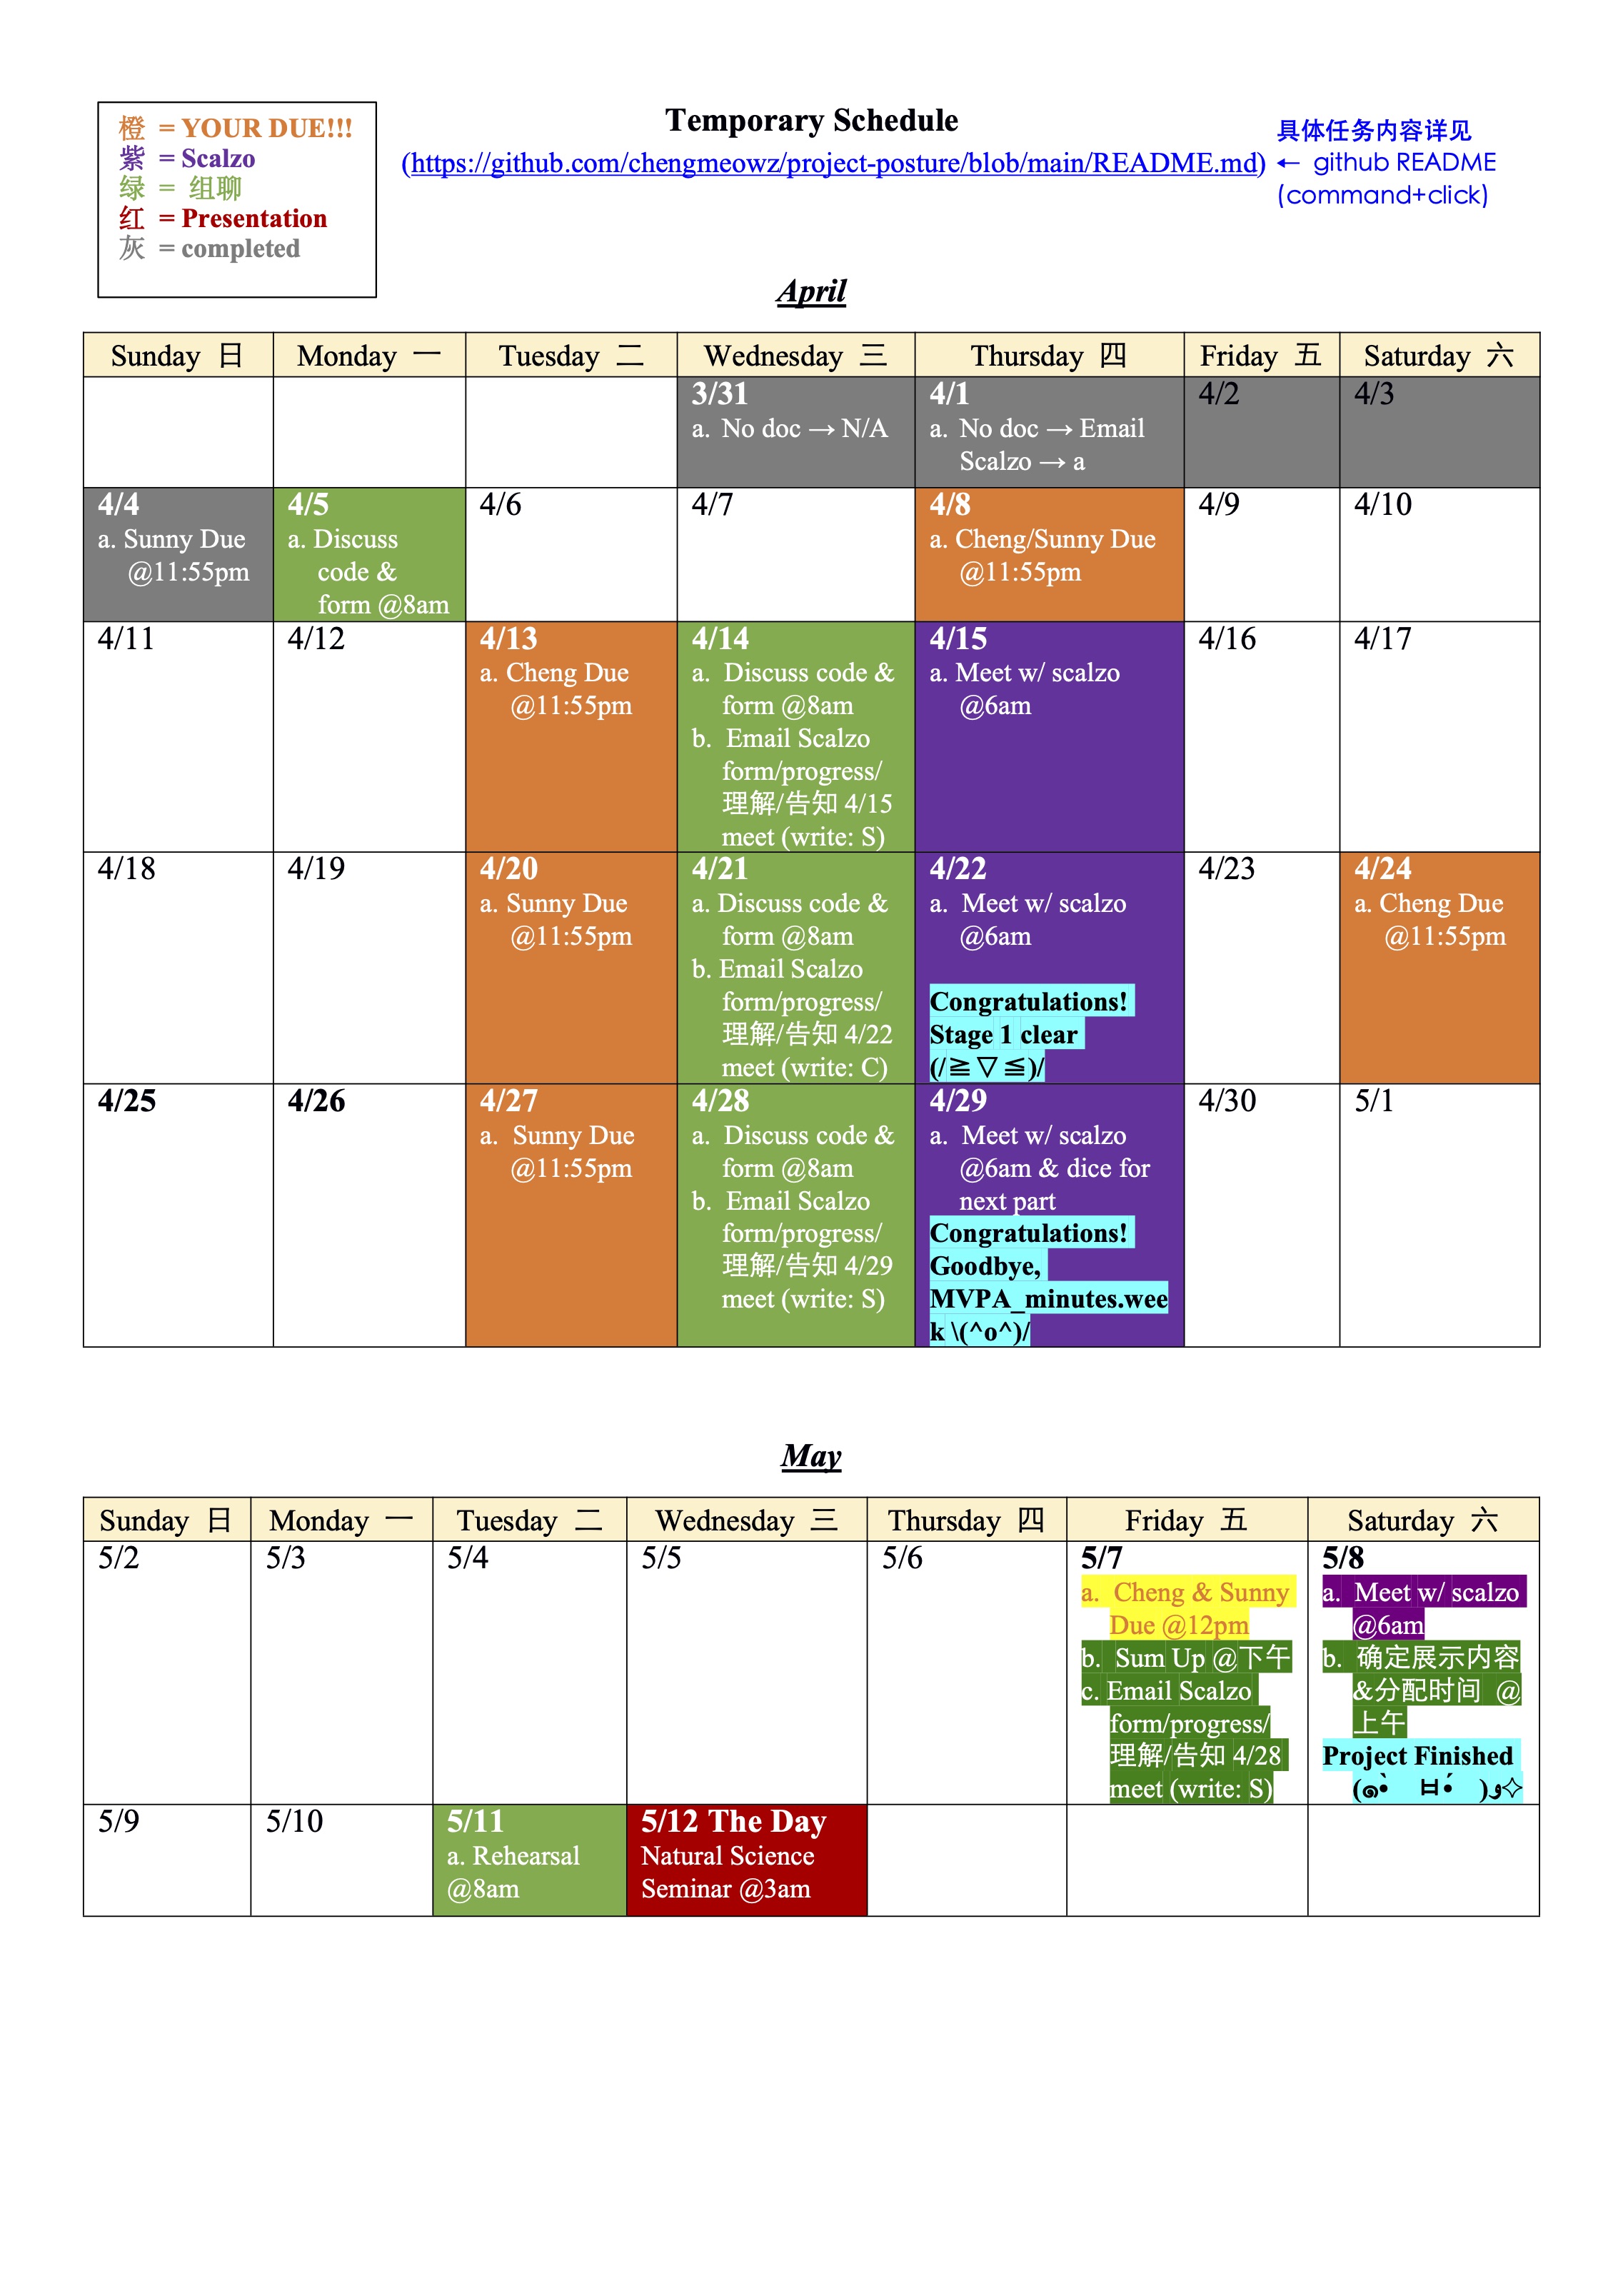 橙 = YOUR DUE!!!
紫 = Scalzo
绿 = 组聊
红 = Presentation
灰 = completed
Temporary Schedule
(https://github.com/chengmeowz/project-posture/blob/main/README.md)
具体任务内容详见
← github README
(command+click)
April
Sunday 日 Monday 一 Tuesday 二 Wednesday 三 Thursday 四 Friday 五 Saturday 六
3/31
a. No doc → N/A
4/1
a. No doc → Email
Scalzo → a
4/2
4/3
4/4
a. Sunny Due
@11:55pm
4/5
a. Discuss
code &
form @8am
4/6
4/7
4/8
a. Cheng/Sunny Due
@11:55pm
4/9
4/10
4/11
4/12
4/13
a. Cheng Due
@11:55pm
4/14
a. Discuss code &
form @8am
b. Email Scalzo
form/progress/
理解/告知 4/15
meet (write: S)
4/15
a. Meet w/ scalzo
@6am
4/16
4/17
4/18
4/19
4/20
a. Sunny Due
@11:55pm
4/21
a. Discuss code &
form @8am
b. Email Scalzo
form/progress/
理解/告知 4/22
meet (write: C)
4/22
a. Meet w/ scalzo
@6am
Congratulations!
Stage 1 clear
(/≧▽≦)/
4/23
4/24
a. Cheng Due
@11:55pm
4/25
4/26
4/27
a. Sunny Due
@11:55pm
4/28
a. Discuss code &
form @8am
b. Email Scalzo
form/progress/
理解/告知 4/29
meet (write: S)
4/29
a. Meet w/ scalzo
@6am & dice for
next part
Congratulations!
Goodbye,
MVPA_minutes.wee
k \(^o^)/
4/30
5/1
May
Sunday 日 Monday 一 Tuesday 二 Wednesday 三 Thursday 四 Friday 五 Saturday 六
5/2
5/3
5/4
5/5
5/6
5/7
a. Cheng & Sunny
Due @12pm
b. Sum Up @下午
c. Email Scalzo
form/progress/
理解/告知 4/28
meet (write: S)
5/8
a. Meet w/ scalzo
@6am
b. 确定展示内容
&分配时间 @
上午
Project Finished
(๑•̀ㅂ•́)و✧
5/9
5/10
5/11
a. Rehearsal
@8am
5/12 The Day
Natural Science
Seminar @3am